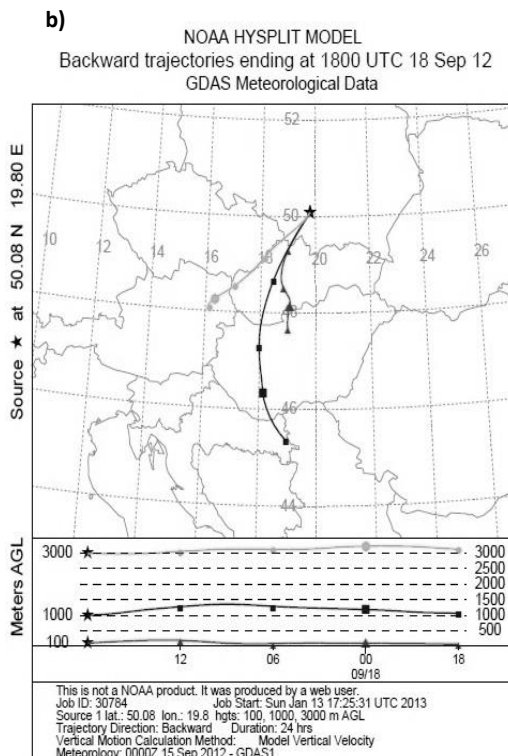 b)
NOAA HYSPLIT MODEL
Backward trajectories ending at 1800 UTC 18 Sep 12
GDAS Meteorological Data
Source ★ at 50.08 N 19.80 E
52
50
10 12 14 16 18 20 22 24 26
48
46
44
Meters AGL
3000 3000
2500
2000
1500
1000 1000
500
100
12 06 00 18
09/18
This is not a NOAA product. It was produced by a web user.
Job ID: 30784 Job Start: Sun Jan 13 17:25:31 UTC 2013
Source 1 lat.: 50.08 lon.: 19.8 hgts: 100, 1000, 3000 m AGL
Trajectory Direction: Backward Duration: 24 hrs
Vertical Motion Calculation Method: Model Vertical Velocity
Meteorology: 0000Z 15 Sep 2012 - GDAS1